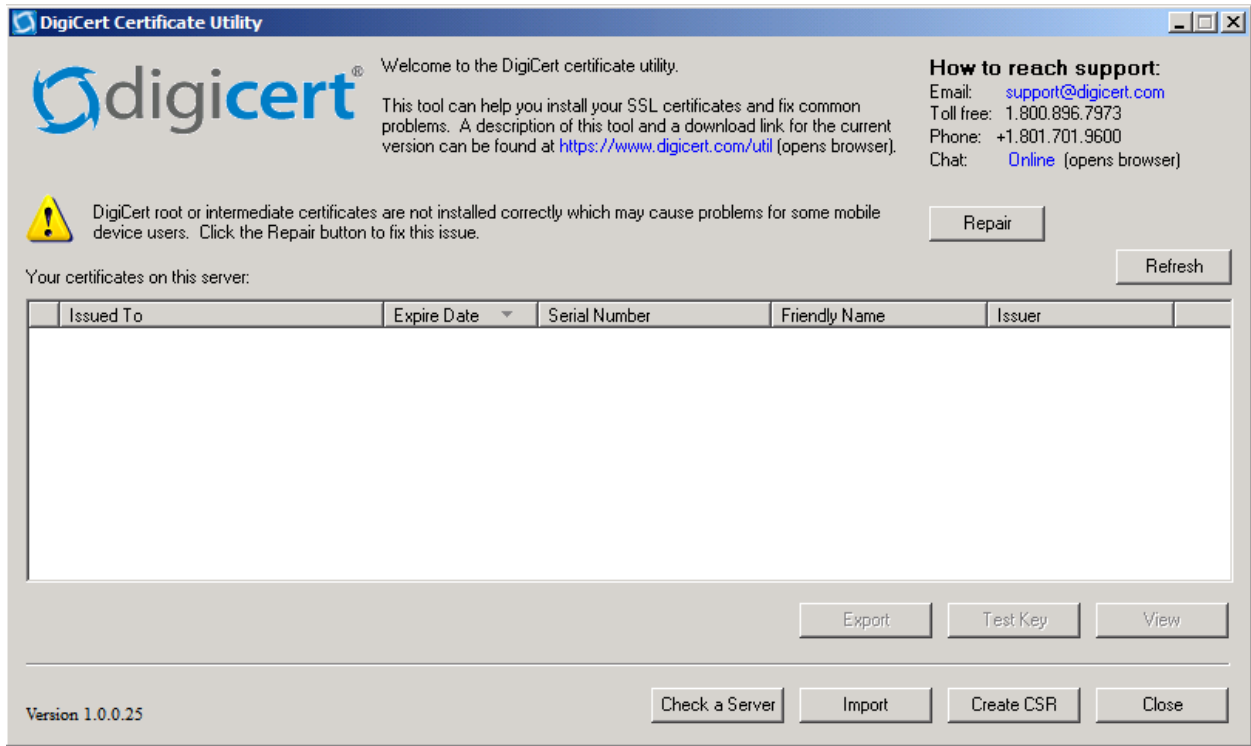 DigiCert Certificate Utility
digicert®
Welcome to the DigiCert certificate utility.
This tool can help you install your SSL certificates and fix common
problems. A description of this tool and a download link for the current
version can be found at https://www.digicert.com/util (opens browser).
How to reach support:
Email: support@digicert.com
Toll free: 1.800.896.7973
Phone: +1.801.701.9600
Chat: Online (opens browser)
DigiCert root or intermediate certificates are not installed correctly which may cause problems for some mobile
device users. Click the Repair button to fix this issue.
Repair
Refresh
Your certificates on this server:
Issued To Expire Date Serial Number Friendly Name Issuer
Export Test Key View
Version 1.0.0.25
Check a Server Import Create CSR Close